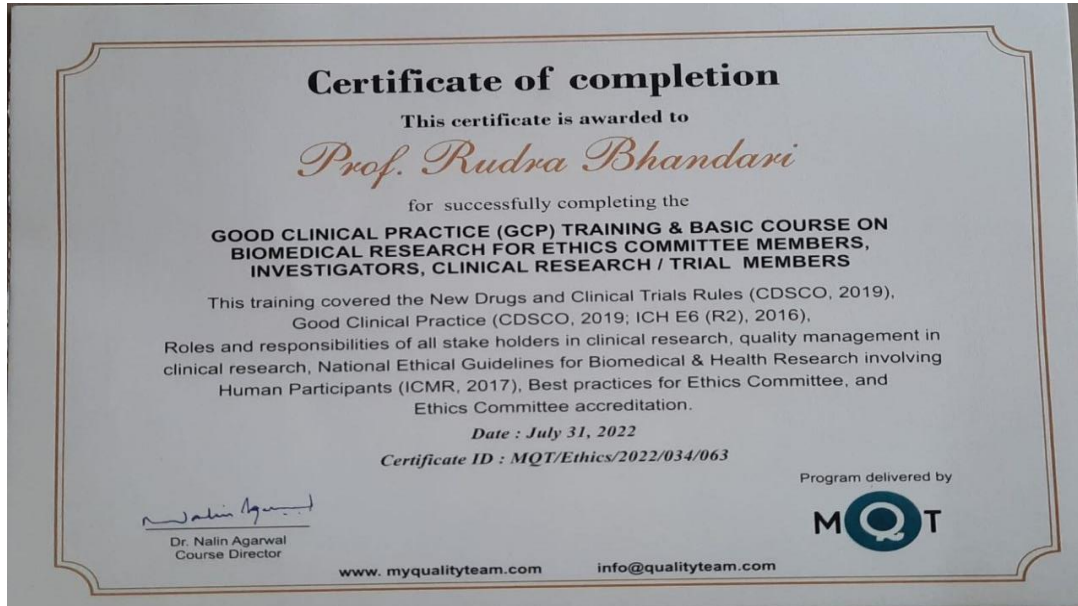 Certificate of completion
This certificate is awarded to
Prof. Rudra Bhandari
for successfully completing the
GOOD CLINICAL PRACTICE (GCP) TRAINING & BASIC COURSE ON
BIOMEDICAL RESEARCH FOR ETHICS COMMITTEE MEMBERS,
INVESTIGATORS, CLINICAL RESEARCH / TRIAL MEMBERS
This training covered the New Drugs and Clinical Trials Rules (CDSCO, 2019),
Good Clinical Practice (CDSCO, 2019; ICH E6 (R2), 2016),
Roles and responsibilities of all stake holders in clinical research, quality management in
clinical research, National Ethical Guidelines for Biomedical & Health Research involving
Human Participants (ICMR, 2017), Best practices for Ethics Committee, and
Ethics Committee accreditation.
Date : July 31, 2022
Certificate ID : MQT/Ethics/2022/034/063
Program delivered by
MQT
Nalin Agarwal
Dr. Nalin Agarwal
Course Director
www. myqualityteam.com info@qualityteam.com